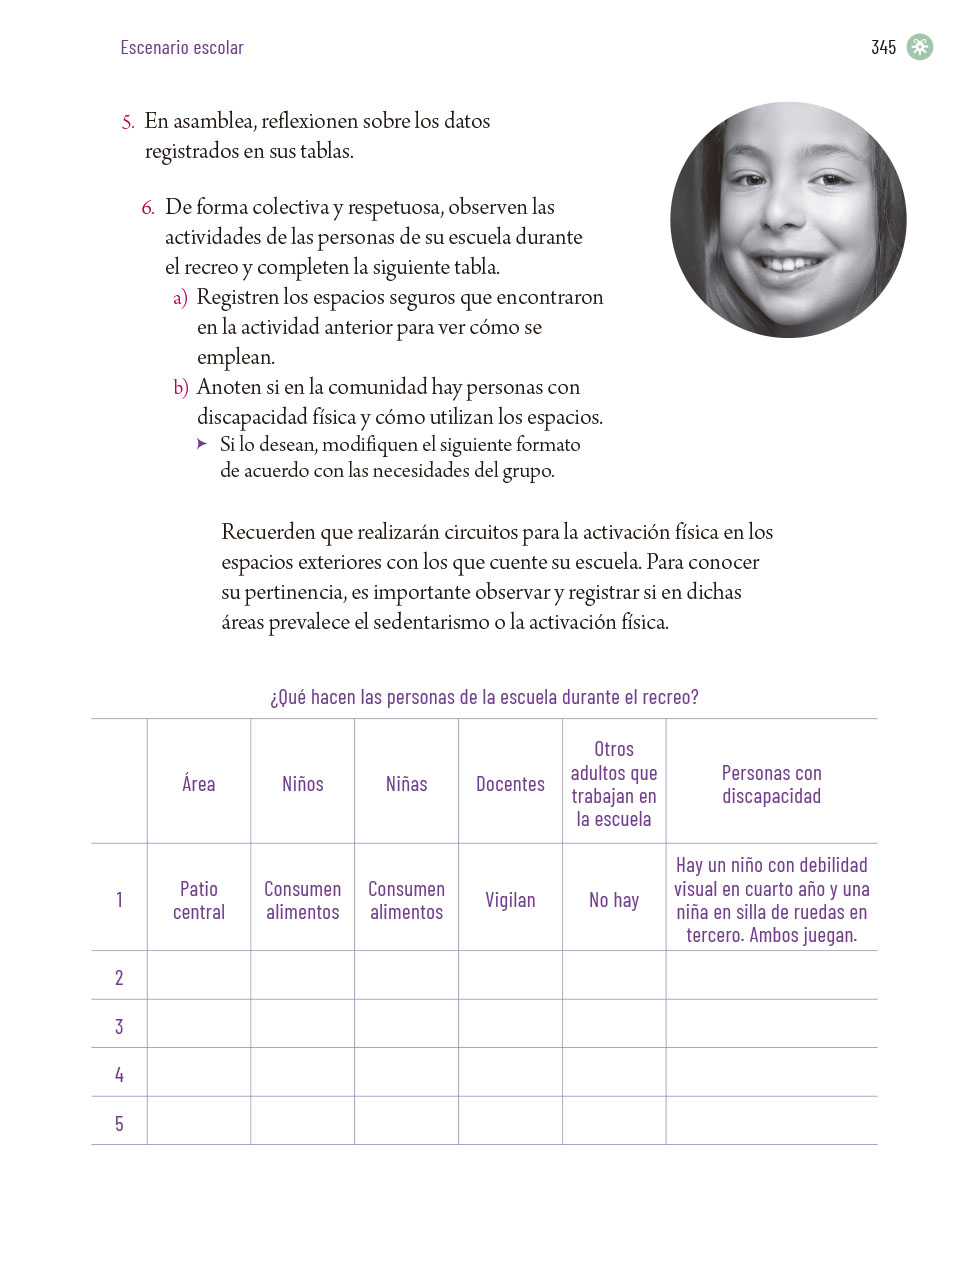 Escenario escolar
345
5. En asamblea, reflexionen sobre los datos
registrados en sus tablas.
6. De forma colectiva y respetuosa, observen las
actividades de las personas de su escuela durante
el recreo y completen la siguiente tabla.
a) Registren los espacios seguros que encontraron
en la actividad anterior para ver cómo se
emplean.
b) Anoten si en la comunidad hay personas con
discapacidad física y cómo utilizan los espacios.
➤ Si lo desean, modifiquen el siguiente formato
de acuerdo con las necesidades del grupo.
Recuerden que realizarán circuitos para la activación física en los
espacios exteriores con los que cuente su escuela. Para conocer
su pertinencia, es importante observar y registrar si en dichas
áreas prevalece el sedentarismo o la activación física.
¿Qué hacen las personas de la escuela durante el recreo?
Área
Niños
Niñas
Docentes
Otros
adultos que
trabajan en
la escuela
Personas con
discapacidad
1
Patio
central
Consumen
alimentos
Consumen
alimentos
Vigilan
No hay
Hay un niño con debilidad
visual en cuarto año y una
niña en silla de ruedas en
tercero. Ambos juegan.
2
3
4
5